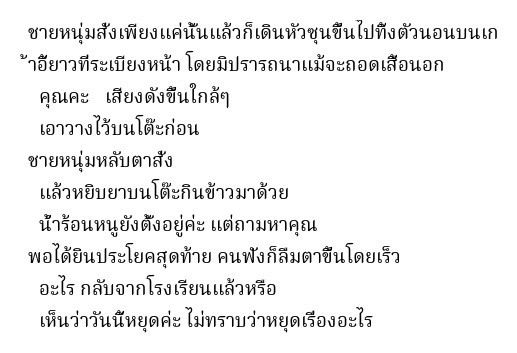 ชายหนุ่มสั่งเพียงแค่นั้นแล้วก็เดินหัวซุนขึ้นไปทิ้งตัวนอนบนเก
้าอี้ยาวที่ระเบียงหน้า โดยมิปรารถนาแม้จะถอดเสื้อนอก
คุณคะ เสียงดังขึ้นใกล้ๆ
เอาวางไว้บนโต๊ะก่อน
ชายหนุ่มหลับตาสั่ง
แล้วหยิบยาบนโต๊ะกินข้าวมาด้วย
น้ำร้อนหนูยังตั้งอยู่ค่ะ แต่ถามหาคุณ
พอได้ยินประโยคสุดท้าย คนฟังก็ลืมตาขึ้นโดยเร็ว
อะไร กลับจากโรงเรียนแล้วหรือ
เห็นว่าวันนี้หยุดค่ะ ไม่ทราบว่าหยุดเรื่องอะไร